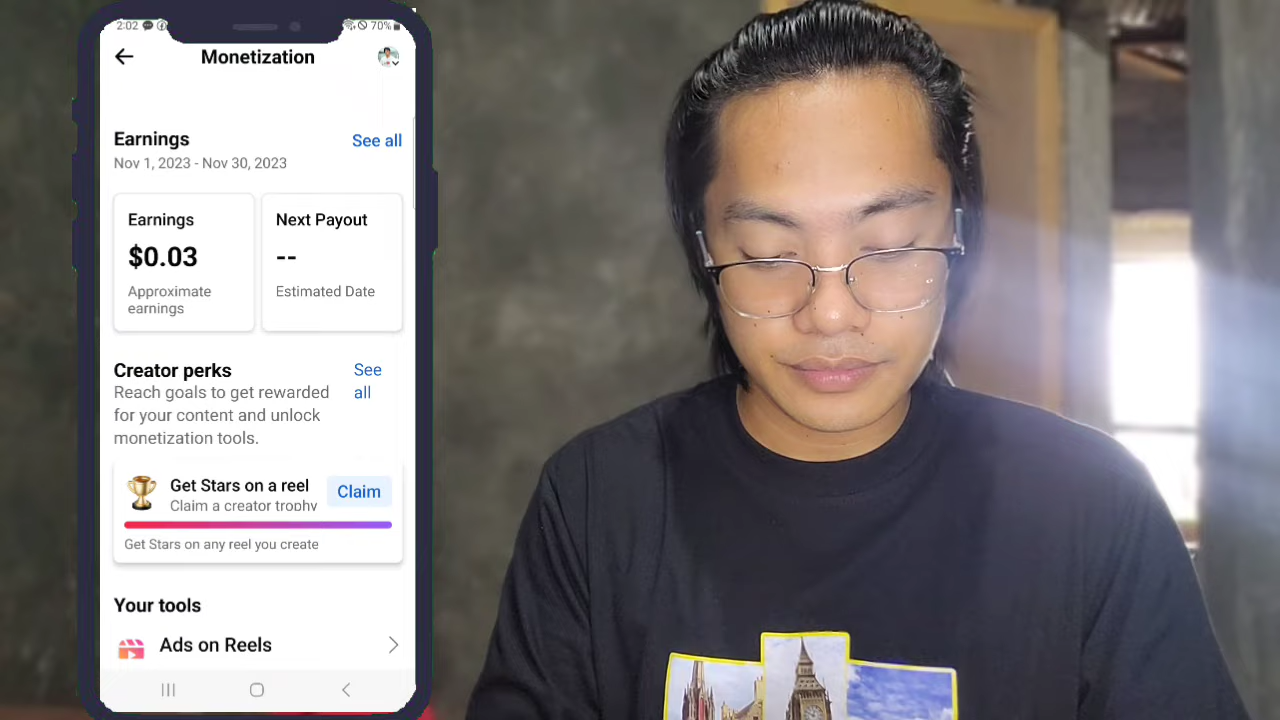 2:02 70%
Monetization
Earnings See all
Nov 1, 2023 - Nov 30, 2023
Earnings
$0.03
Approximate
earnings
Next Payout
--
Estimated Date
Creator perks See
all
Reach goals to get rewarded
for your content and unlock
monetization tools.
Get Stars on a reel
Claim a creator trophy
Claim
Get Stars on any reel you create
Your tools
Ads on Reels